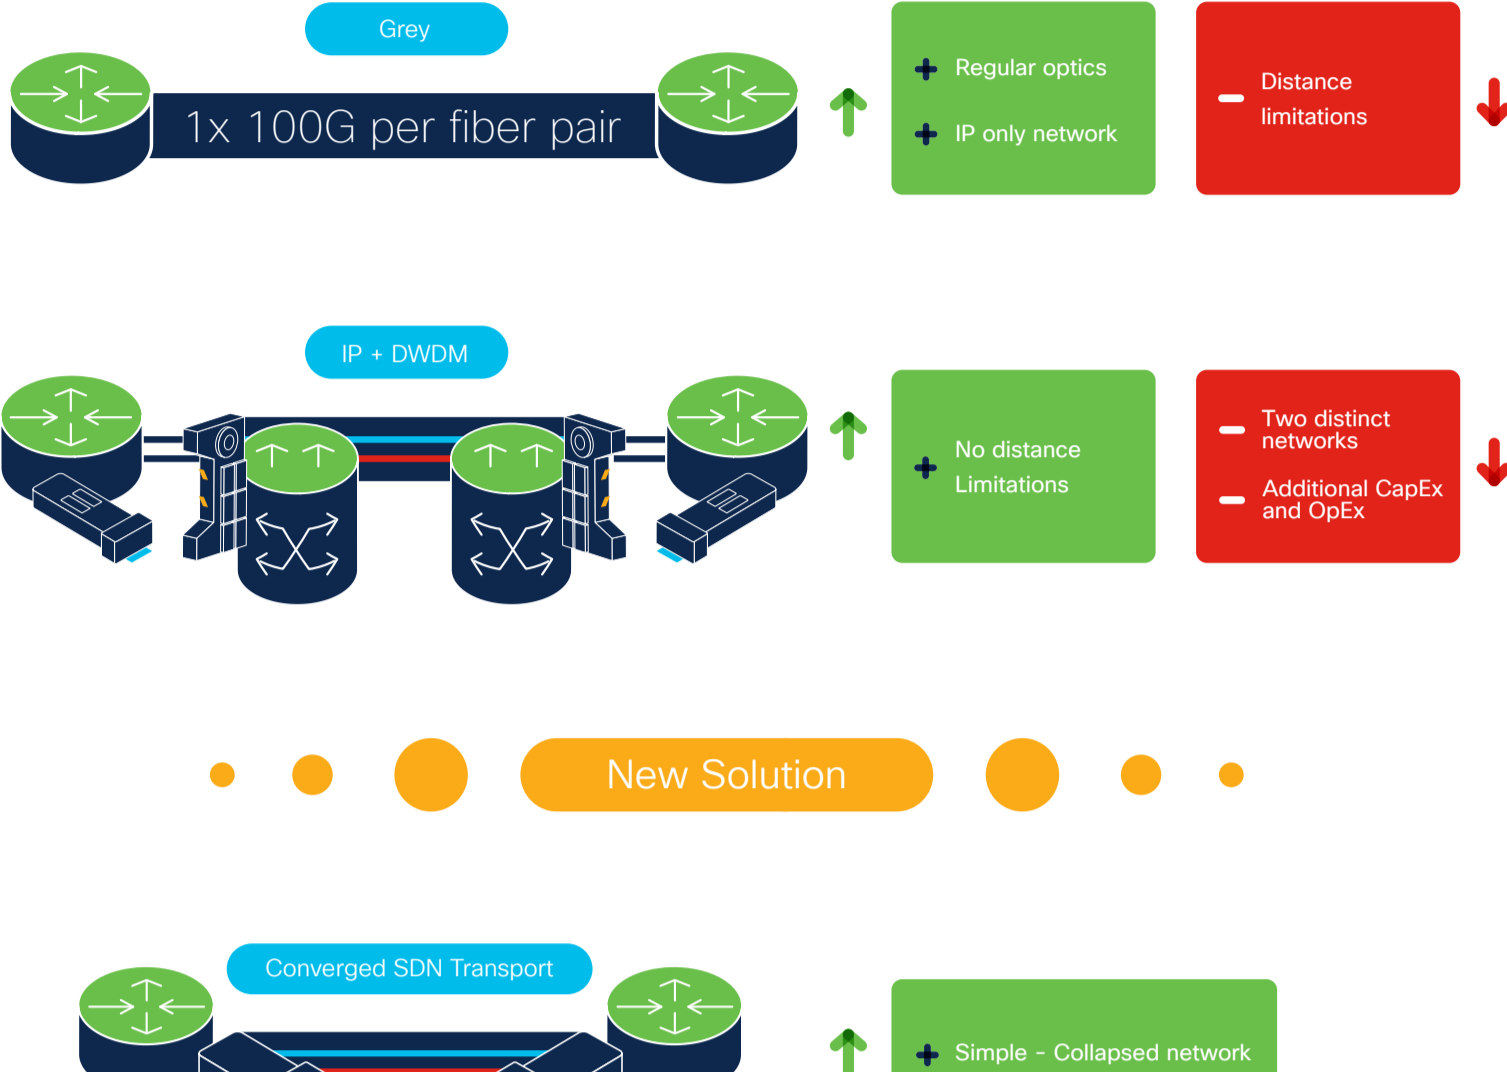 Grey
1x 100G per fiber pair
Regular optics
IP only network
Distance
limitations
IP + DWDM
No distance
Limitations
Two distinct
networks
Additional CapEx
and OpEx
New Solution
Converged SDN Transport
Simple - Collapsed network